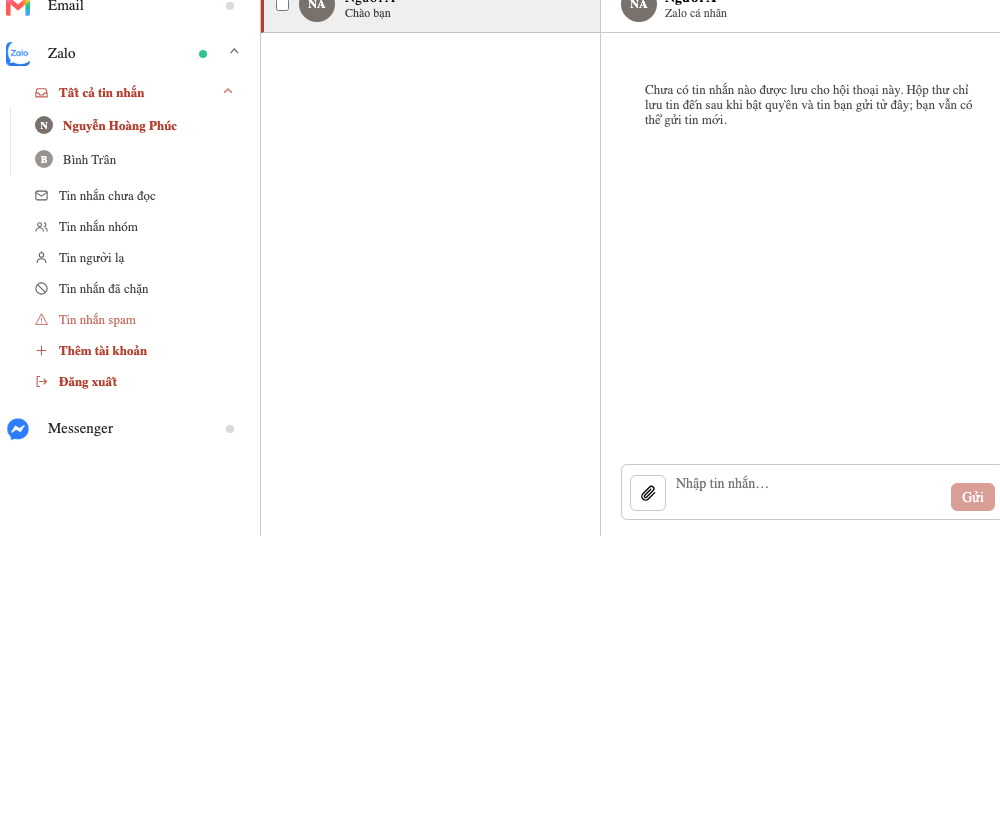 Email
Zalo
Zalo
Tất cả tin nhắn
N
Nguyễn Hoàng Phúc
B
Bình Trần
Tin nhắn chưa đọc
Tin nhắn nhóm
Tin người lạ
Tin nhắn đã chặn
Tin nhắn spam
Thêm tài khoản
Đăng xuất
Messenger
NA
Chào bạn
NA
Zalo cá nhân
Chưa có tin nhắn nào được lưu cho hội thoại này. Hộp thư chỉ
lưu tin đến sau khi bật quyền và tin bạn gửi từ đây; bạn vẫn có
thể gửi tin mới.
Nhập tin nhắn…
Gửi